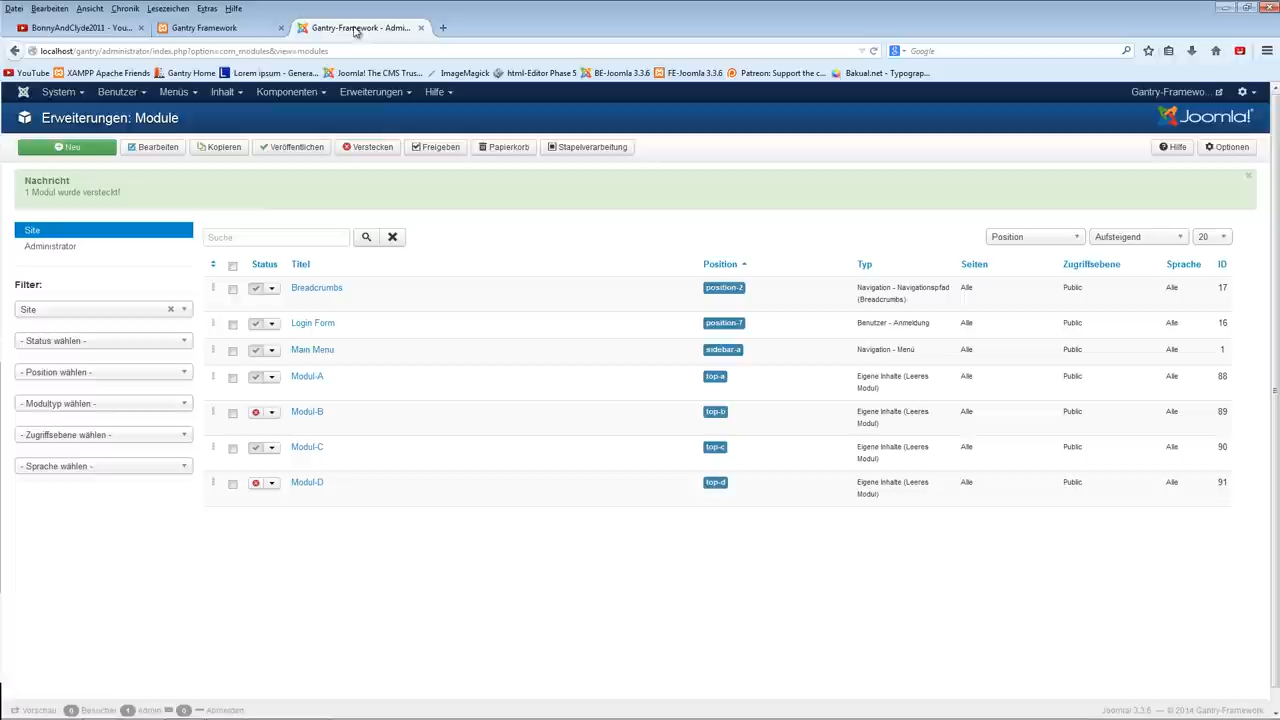 Datei Bearbeiten Ansicht Chronik Lesezeichen Extras Hilfe
BonnyAndClyde2011 - You... × Gantry Framework × Gantry-Framework - Admi... × +
localhost/gantry/administrator/index.php?option=com_modules&view=modules Google
YouTube XAMPP Apache Friends Gantry Home Lorem ipsum - Genera... Joomla! The CMS Trus... ImageMagick html-Editor Phase 5 BE-Joomla 3.3.6 FE-Joomla 3.3.6 Patreon: Support the c... Bakual.net - Typograp...
System Benutzer Menüs Inhalt Komponenten Erweiterungen Hilfe Gantry-Framewo...
Erweiterungen: Module Joomla!
Neu Bearbeiten Kopieren Veröffentlichen Verstecken Freigeben Papierkorb Stapelverarbeitung Hilfe Optionen
Nachricht
1 Modul wurde versteckt!
Site
Administrator
Filter:
Site
- Status wählen -
- Position wählen -
- Modultyp wählen -
- Zugriffsebene wählen -
- Sprache wählen -
Suche Position Aufsteigend 20
Status Titel Position Typ Seiten Zugriffsebene Sprache ID
Breadcrumbs position-2 Navigation - Navigationspfad (Breadcrumbs) Alle Public Alle 17
Login Form position-7 Benutzer - Anmeldung Alle Public Alle 16
Main Menu sidebar-a Navigation - Menü Alle Public Alle 1
Modul-A top-a Eigene Inhalte (Leeres Modul) Alle Public Alle 88
Modul-B top-b Eigene Inhalte (Leeres Modul) Alle Public Alle 89
Modul-C top-c Eigene Inhalte (Leeres Modul) Alle Public Alle 90
Modul-D top-d Eigene Inhalte (Leeres Modul) Alle Public Alle 91
Vorschau 0 Besucher 1 Admin 0 Abmelden Joomla! 3.3.6 — © 2014 Gantry-Framework